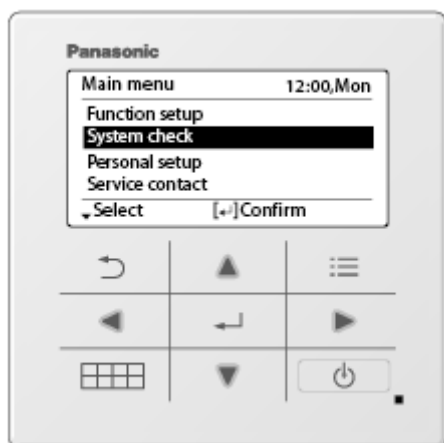 Panasonic
Main menu 12:00,Mon
Function setup
System check
Personal setup
Service contact
Select [↵]Confirm